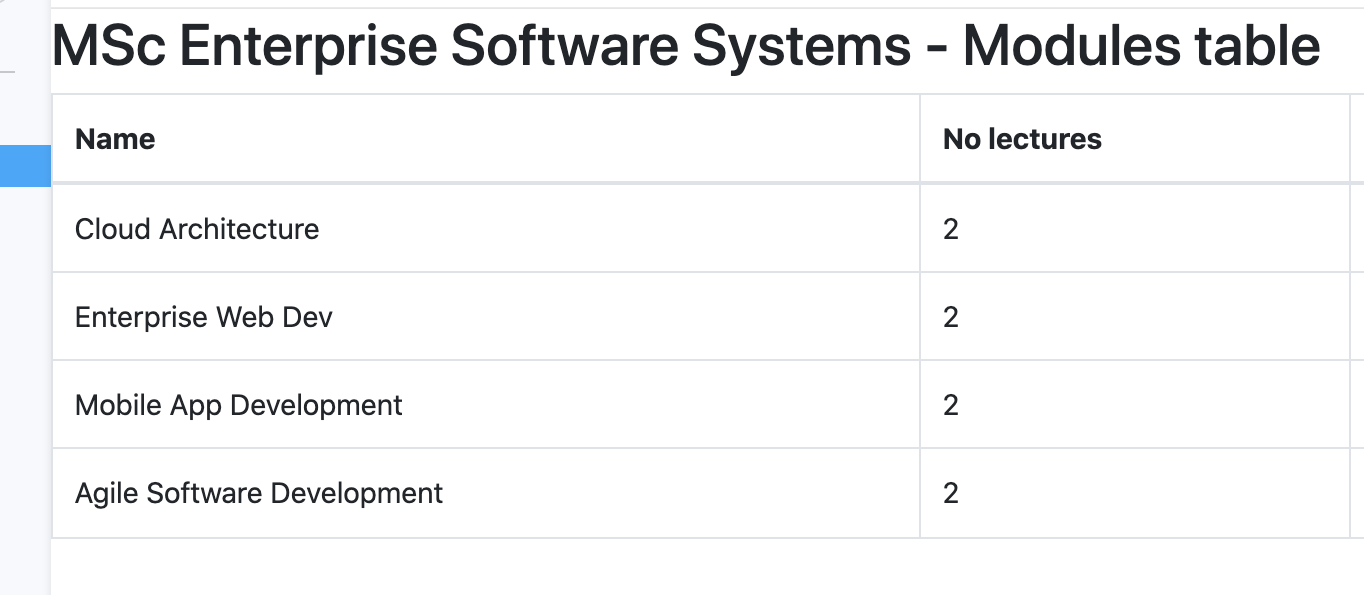 MSc Enterprise Software Systems - Modules table
Name No lectures
Cloud Architecture 2
Enterprise Web Dev 2
Mobile App Development 2
Agile Software Development 2